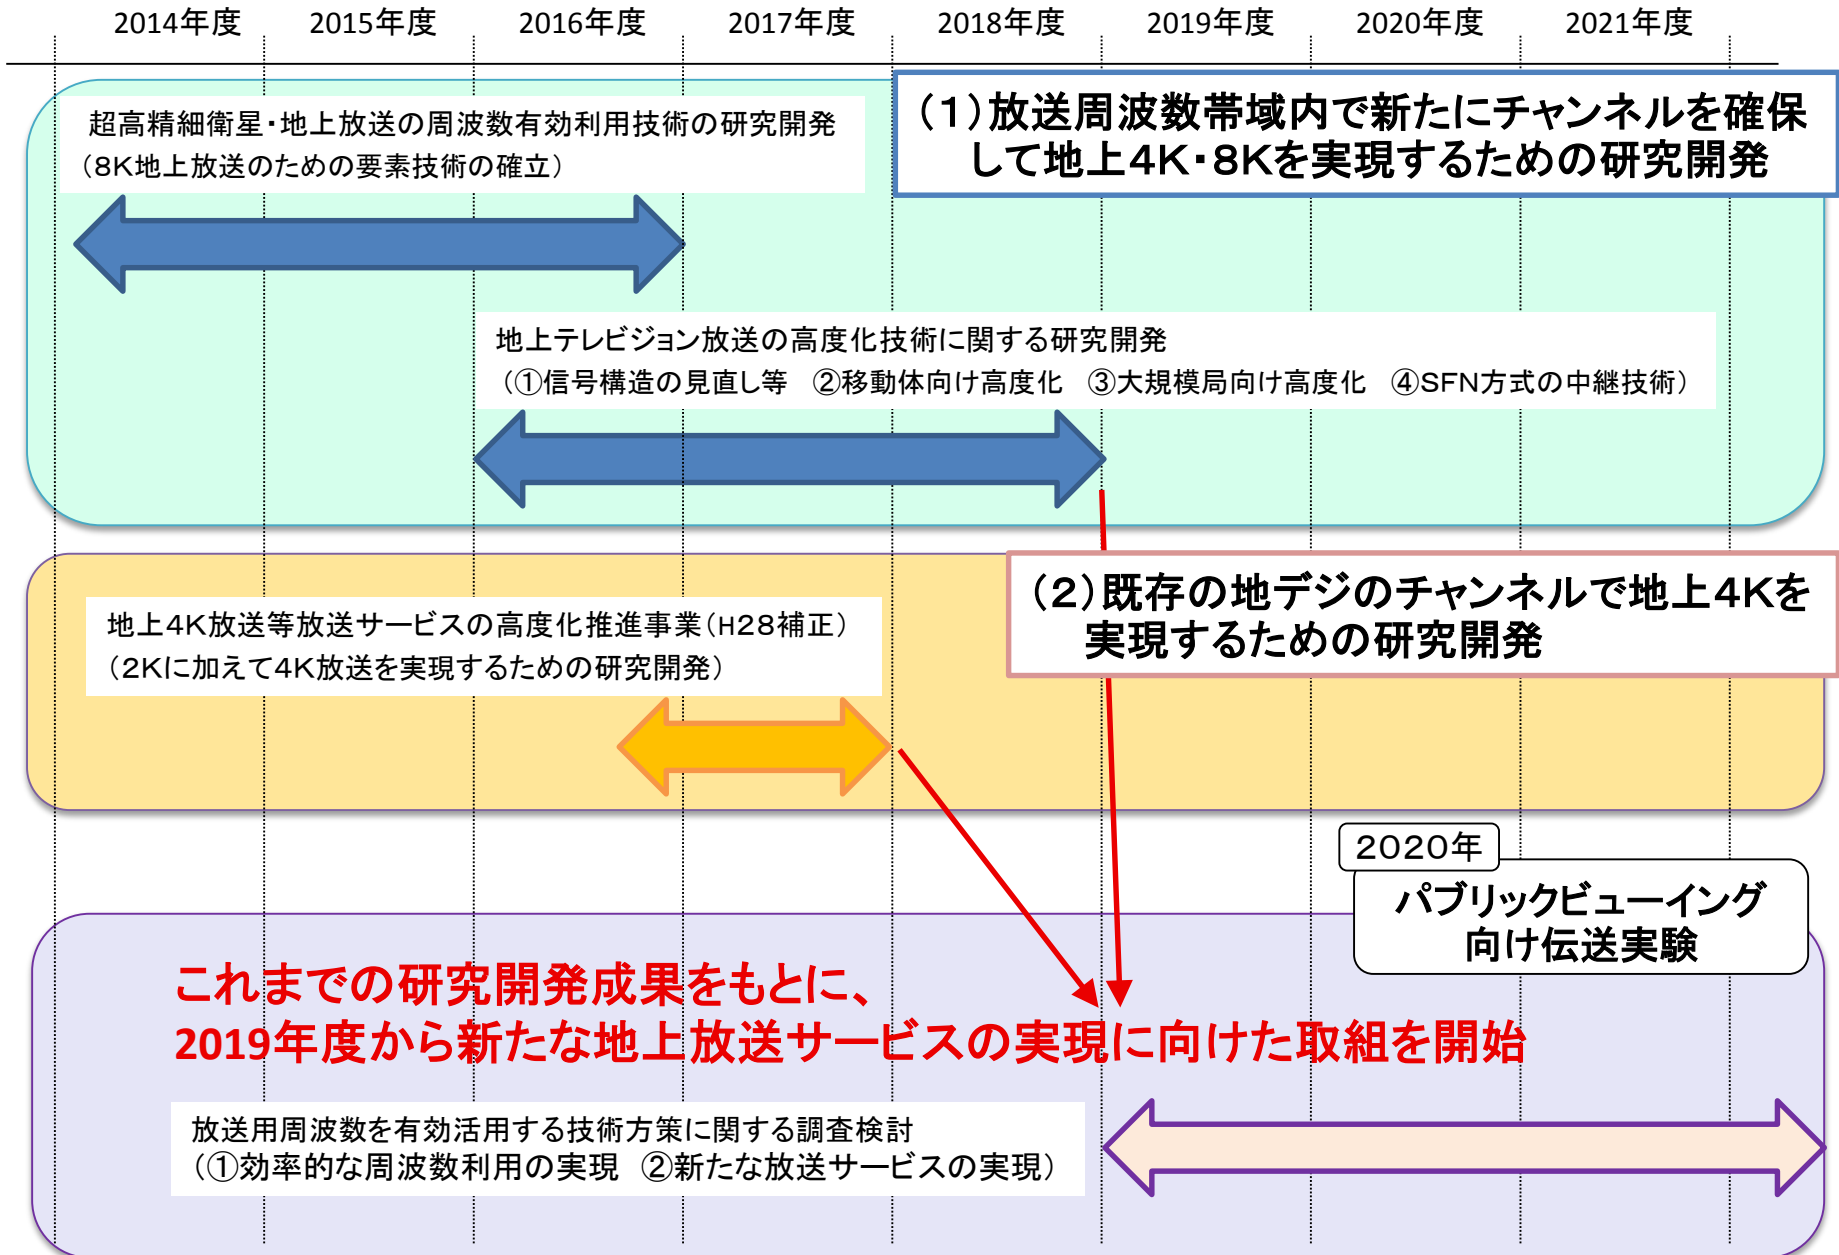 2014年度 2015年度 2016年度 2017年度 2018年度 2019年度 2020年度 2021年度
(1)放送周波数帯域内で新たにチャンネルを確保
して地上4K・8Kを実現するための研究開発
超高精細衛星・地上放送の周波数有効利用技術の研究開発
(8K地上放送のための要素技術の確立)
地上テレビジョン放送の高度化技術に関する研究開発
(①信号構造の見直し等 ②移動体向け高度化 ③大規模局向け高度化 ④SFN方式の中継技術)
(2)既存の地デジのチャンネルで地上4Kを
実現するための研究開発
地上4K放送等放送サービスの高度化推進事業(H28補正)
(2Kに加えて4K放送を実現するための研究開発)
2020年
パブリックビューイング
向け伝送実験
これまでの研究開発成果をもとに、
2019年度から新たな地上放送サービスの実現に向けた取組を開始
放送用周波数を有効活用する技術方策に関する調査検討
(①効率的な周波数利用の実現 ②新たな放送サービスの実現)